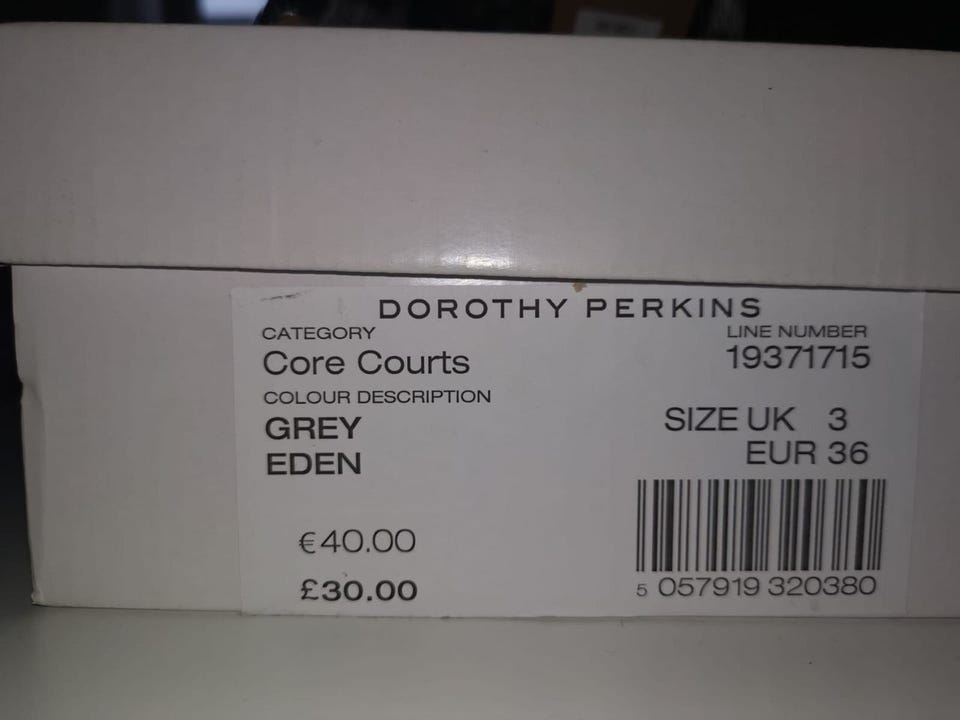 DOROTHY PERKINS
CATEGORY
LINE NUMBER
Core Courts
19371715
COLOUR DESCRIPTION
GREY
SIZE UK 3
EDEN
EUR 36
€40.00
£30.00
5 057919 320380